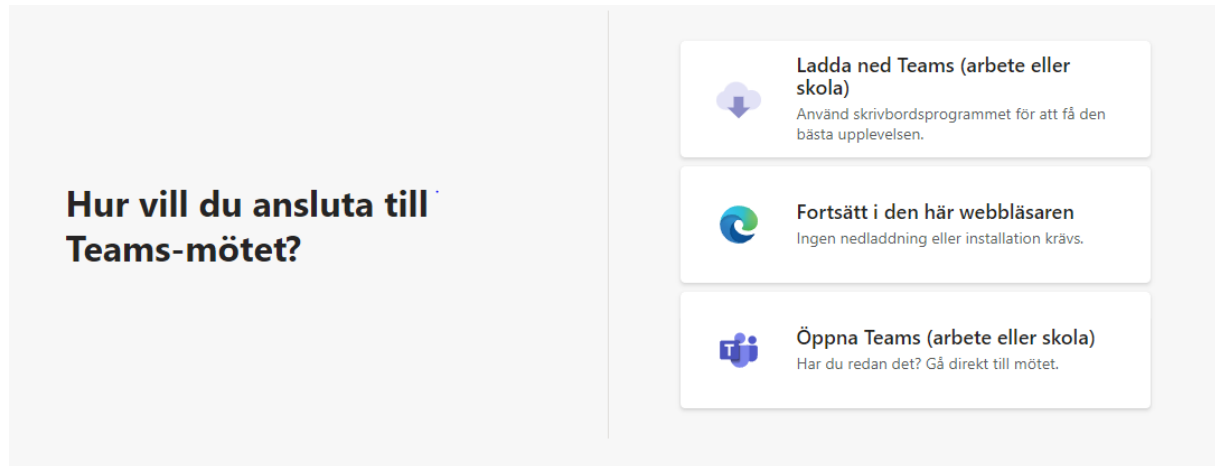 Hur vill du ansluta till
Teams-mötet?
Ladda ned Teams (arbete eller
skola)
Använd skrivbordsprogrammet för att få den
bästa upplevelsen.
Fortsätt i den här webbläsaren
Ingen nedladdning eller installation krävs.
Öppna Teams (arbete eller skola)
Har du redan det? Gå direkt till mötet.